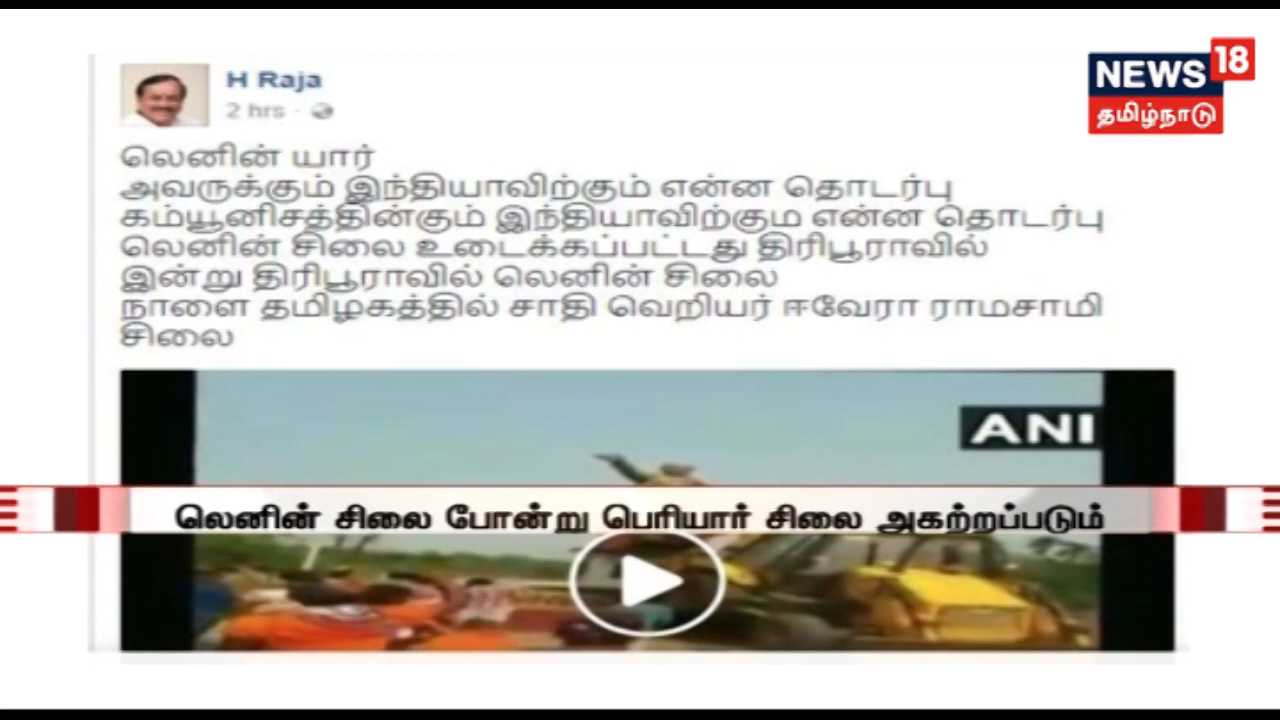 H Raja
2 hrs ·
NEWS 18
தமிழ்நாடு
லெனின் யார்
அவருக்கும் இந்தியாவிற்கும் என்ன தொடர்பு
கம்யூனிசத்தின்கும் இந்தியாவிற்கும என்ன தொடர்பு
லெனின் சிலை உடைக்கப்பட்டது திரிபூராவில்
இன்று திரிபூராவில் லெனின் சிலை
நாளை தமிழகத்தில் சாதி வெறியர் ஈவேரா ராமசாமி
சிலை
ANI
லெனின் சிலை போன்று பெரியார் சிலை அகற்றப்படும்